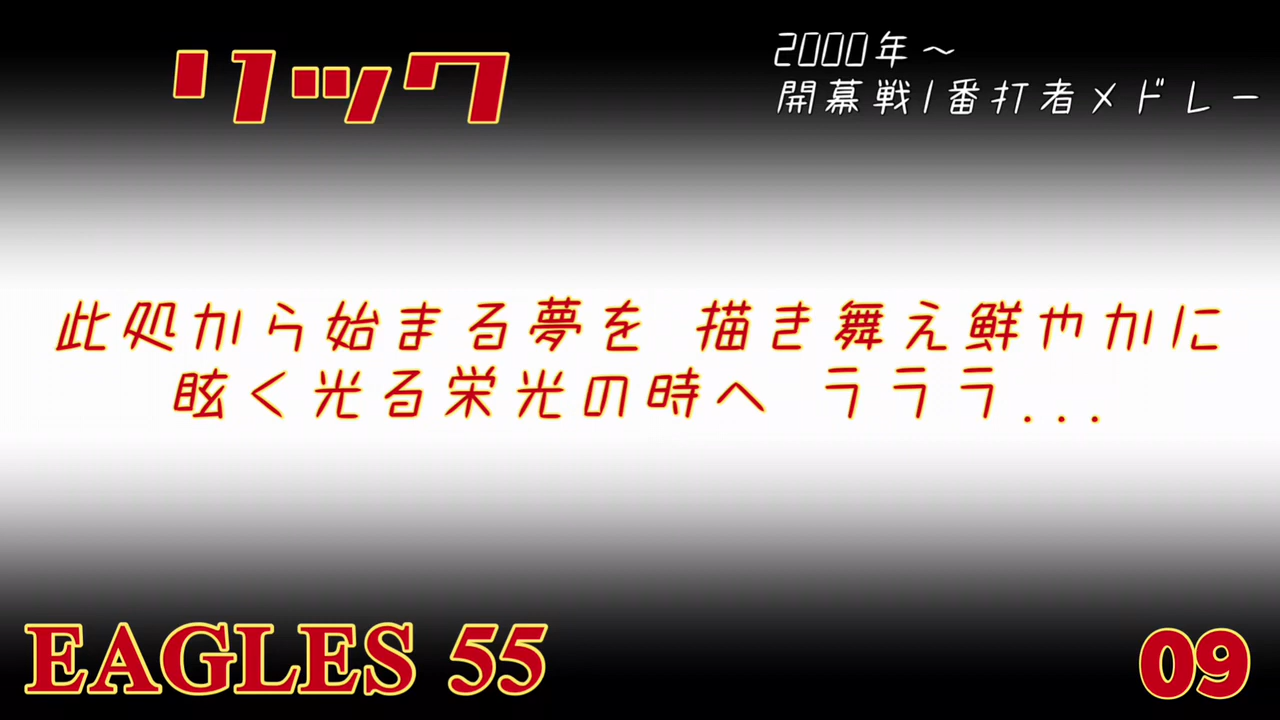 リック
2000年～
開幕戦1番打者メドレー
此処から始まる夢を 描き舞え鮮やかに
眩く光る栄光の時へ ラララ...
EAGLES 55
09